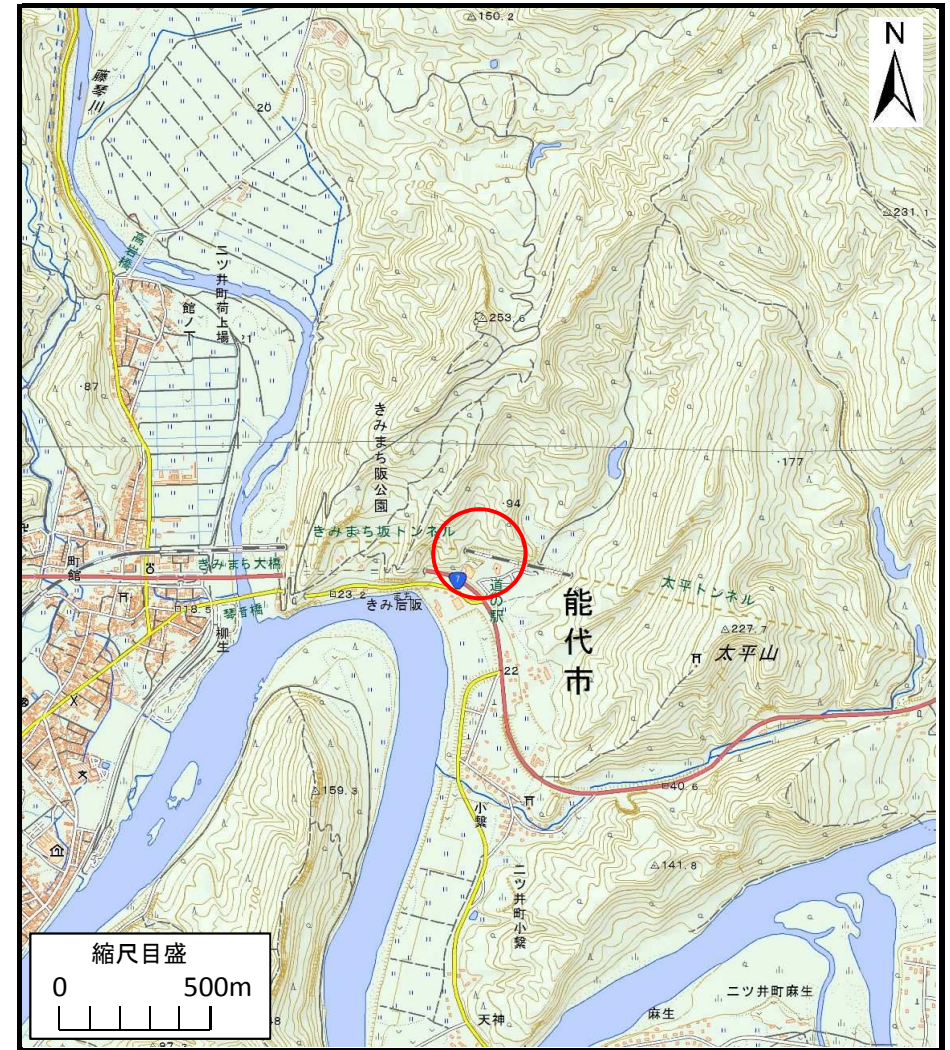 150.2
N
藤琴川
20
231.1
高岩橋
二ツ井町荷上場
館ノ下
253.6
87
100
きみまち阪公園
177
94
きみまち坂トンネル
町館
きみまち大橋
7
道の駅
太平トンネル
18.5
琴音橋
23.2
きみ恋阪
まち
柳生
能代市
227.7
太平山
22
159.3
40.6
小繋
141.8
二ツ井町小繋
縮尺目盛
0 500m
天神
麻生
二ツ井町麻生